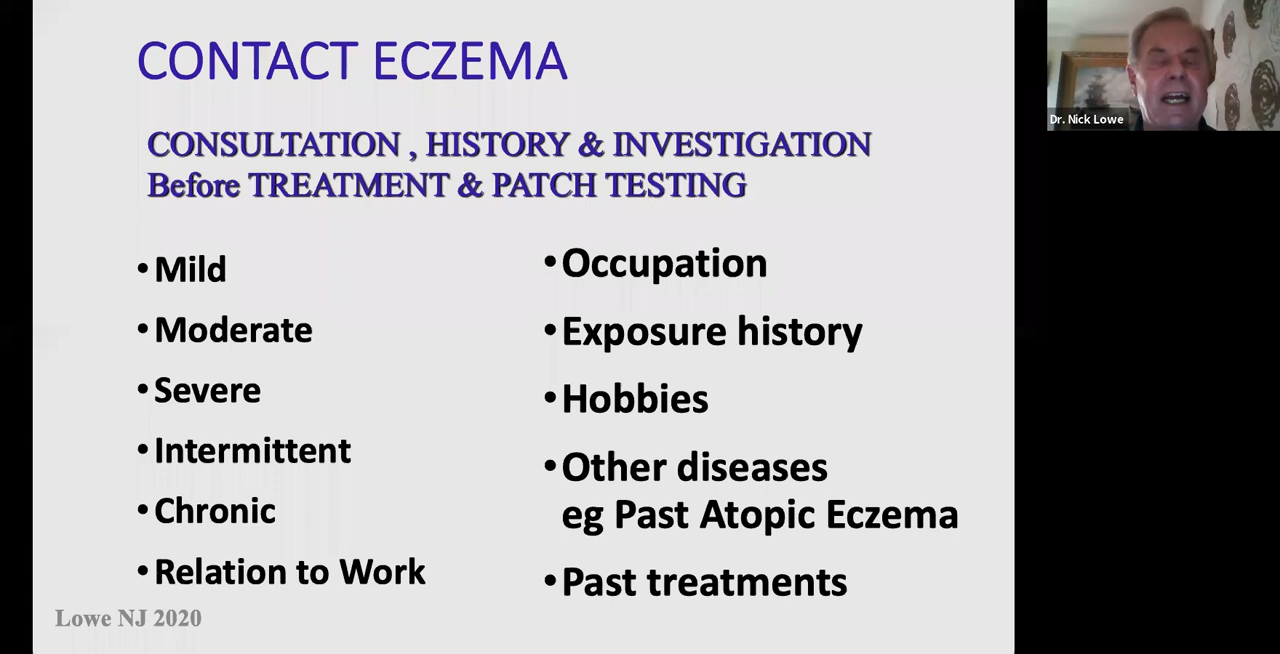 CONTACT ECZEMA
CONSULTATION , HISTORY & INVESTIGATION
Before TREATMENT & PATCH TESTING
• Mild
• Moderate
• Severe
• Intermittent
• Chronic
• Relation to Work
• Occupation
• Exposure history
• Hobbies
• Other diseases
eg Past Atopic Eczema
• Past treatments
Lowe NJ 2020
Dr. Nick Lowe